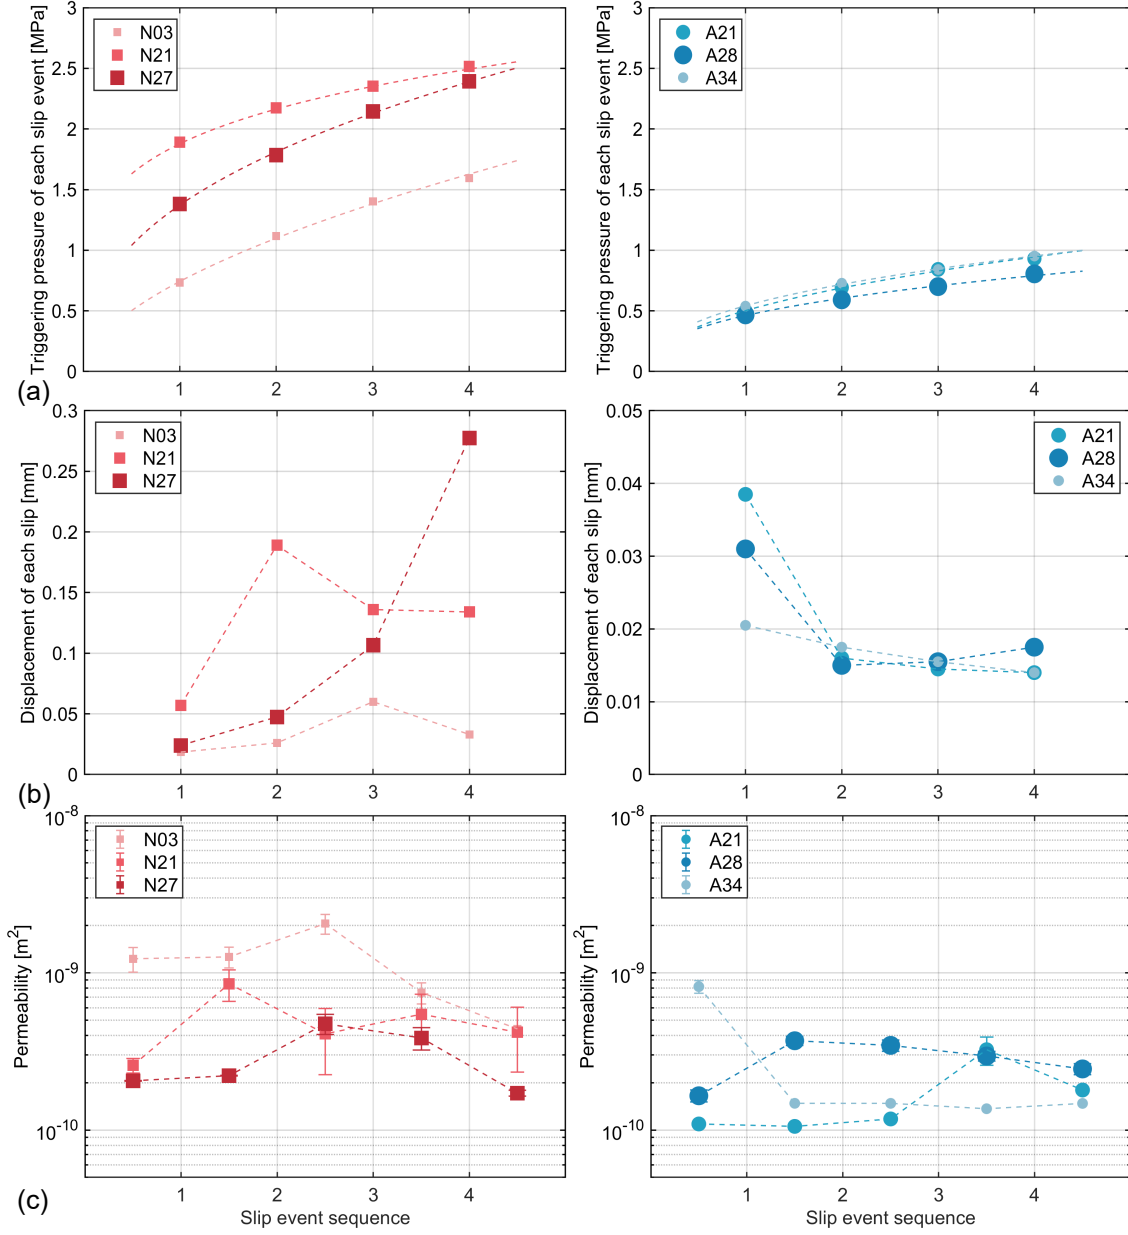 Triggering pressure of each slip event [MPa]
3
2.5
2
1.5
1
0.5
0
N03
N21
N27
1 2 3 4
(a)
Triggering pressure of each slip event [MPa]
3
2.5
2
1.5
1
0.5
0
A21
A28
A34
1 2 3 4
Displacement of each slip [mm]
0.3
0.25
0.2
0.15
0.1
0.05
0
N03
N21
N27
1 2 3 4
(b)
Displacement of each slip [mm]
0.05
0.04
0.03
0.02
0.01
0
A21
A28
A34
1 2 3 4
Permeability [m²]
10⁻⁸
10⁻⁹
10⁻¹⁰
N03
N21
N27
1 2 3 4
Slip event sequence
(c)
Permeability [m²]
10⁻⁸
10⁻⁹
10⁻¹⁰
A21
A28
A34
1 2 3 4
Slip event sequence